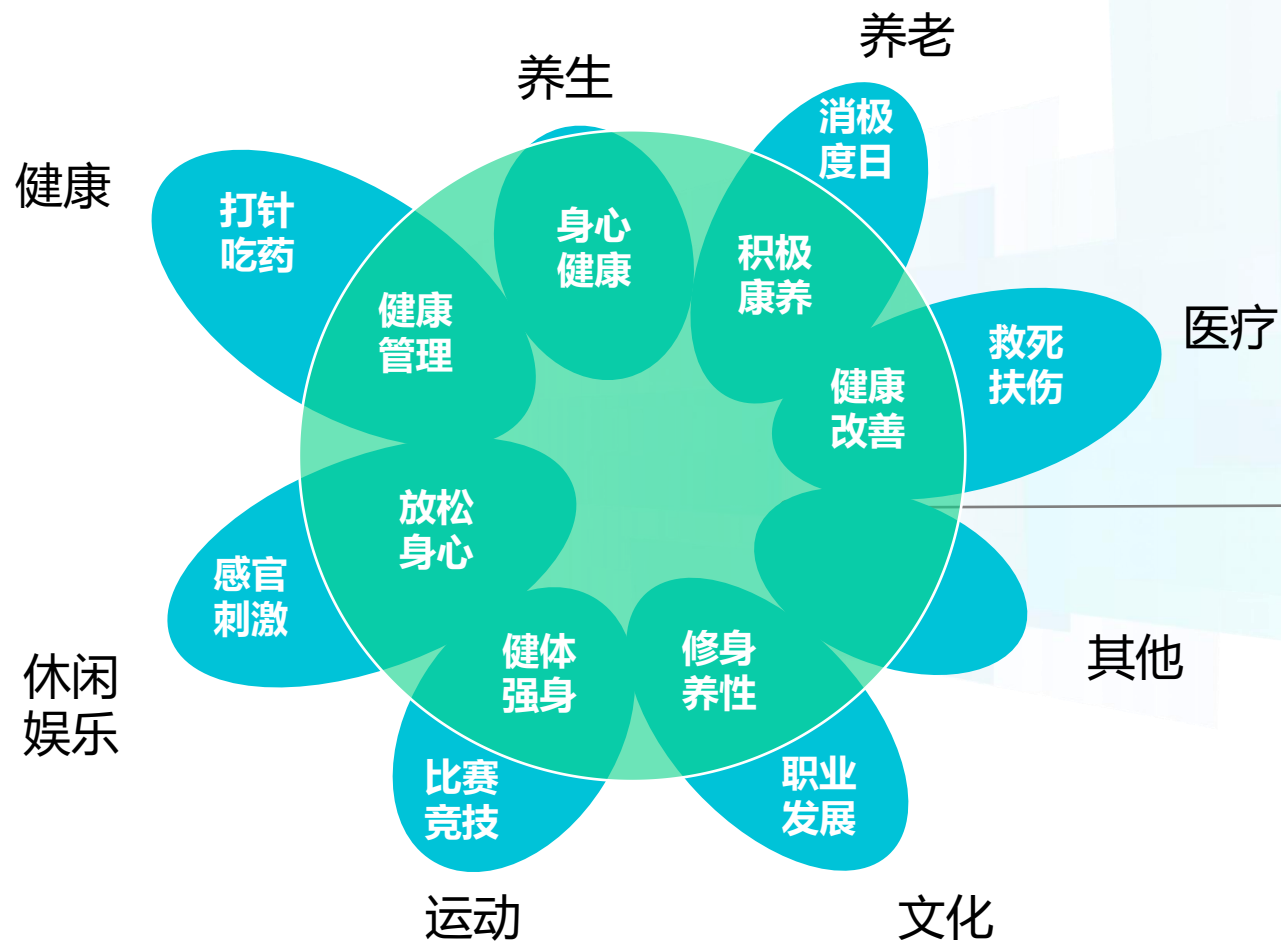 养老
养生
消极
度日
健康
打针
吃药
身心
健康
积极
康养
健康
管理
医疗
救死
扶伤
健康
改善
放松
身心
感官
刺激
健体
强身
修身
养性
其他
休闲
娱乐
比赛
竞技
职业
发展
运动
文化